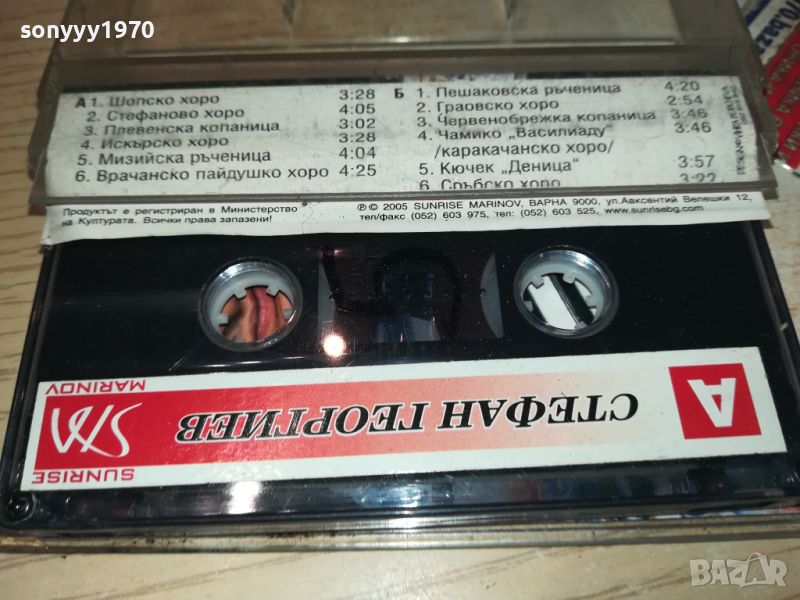 sonyyy1970
А 1. Шопско хоро 3:28
2. Стефаново хоро 4:05
3. Плевенска копаница 3:02
4. Искърско хоро 3:28
5. Мизийска ръченица 4:04
6. Врачанско пайдушко хоро 4:25
Б 1. Пешаковска ръченица 4:20
2. Граовско хоро 2:54
3. Червенобрежка копаница 3:46
4. Чамико „Василиаду" 3:46
/каракачанско хоро/
5. Кючек „Деница" 3:57
6. Сръбско хоро 3:22
Продуктът е регистриран в Министерство
на Културата. Всички права запазени!
℗ © 2005 SUNRISE MARINOV, ВАРНА 9000, ул.Авксентий Велешки 12,
тел/факс (052) 603 975, тел: (052) 603 525, www.sunrisebg.com
SUNRISE
MARINOV
СТЕФАН ГЕОРГИЕВ
А
BAZAR